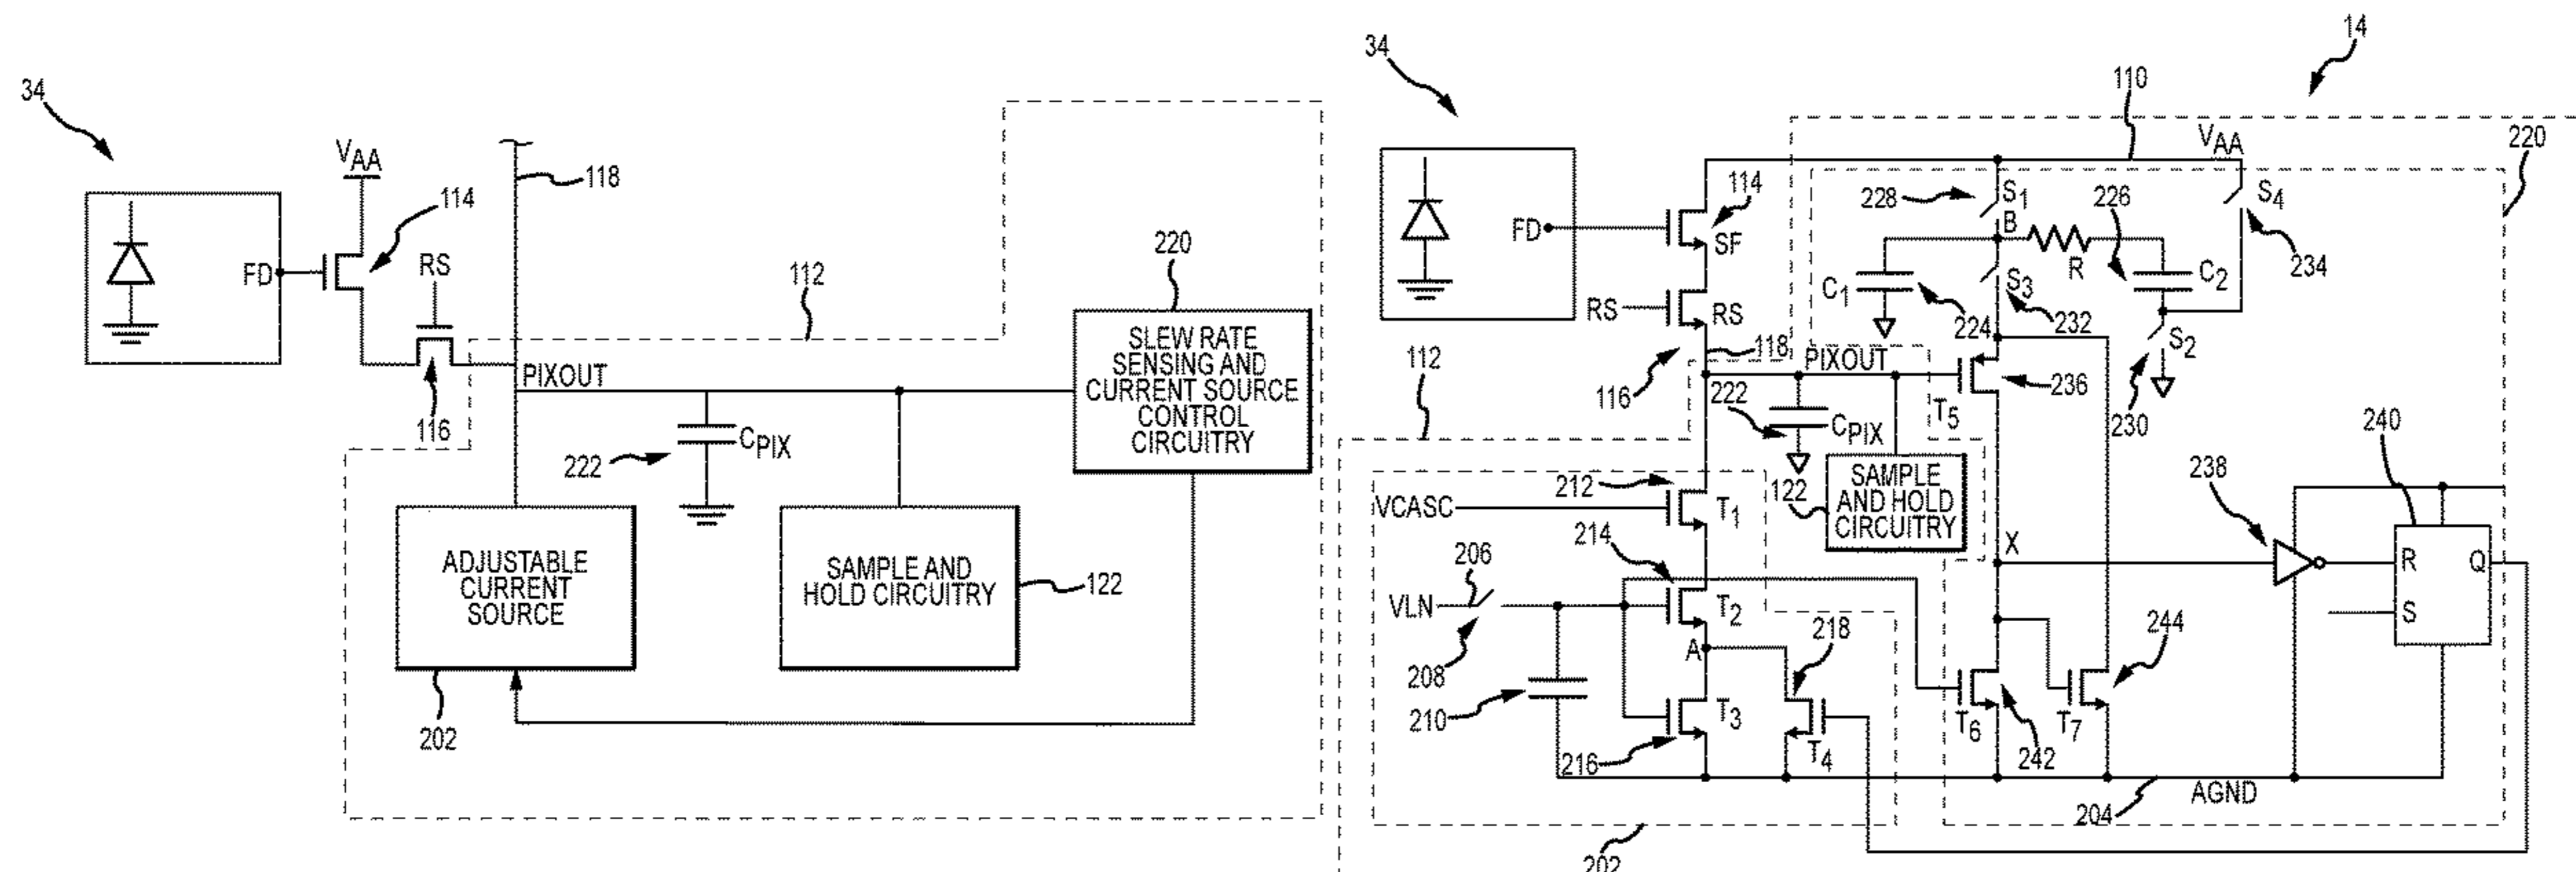 34
VAA
118
114
FD
RS
112
220
SLEW RATE
SENSING AND
CURRENT SOURCE
CONTROL
CIRCUITRY
PIXOUT
116
CPIX
222
ADJUSTABLE
CURRENT
SOURCE
SAMPLE AND
HOLD CIRCUITRY
122
202
14
34
110
VAA
220
114
228
S1
226
S4
B
FD
SF
234
R
C2
C1
S3
RS
RS
224
232
S2
118
112
PIXOUT
116
222
236
T5
230
CPIX
240
212
SAMPLE
AND HOLD
CIRCUITRY
122
238
VCASC
T1
214
X
206
R
Q
VLN
T2
S
218
244
A
208
210
T3
T6
T7
216
T4
242
AGND
204
202